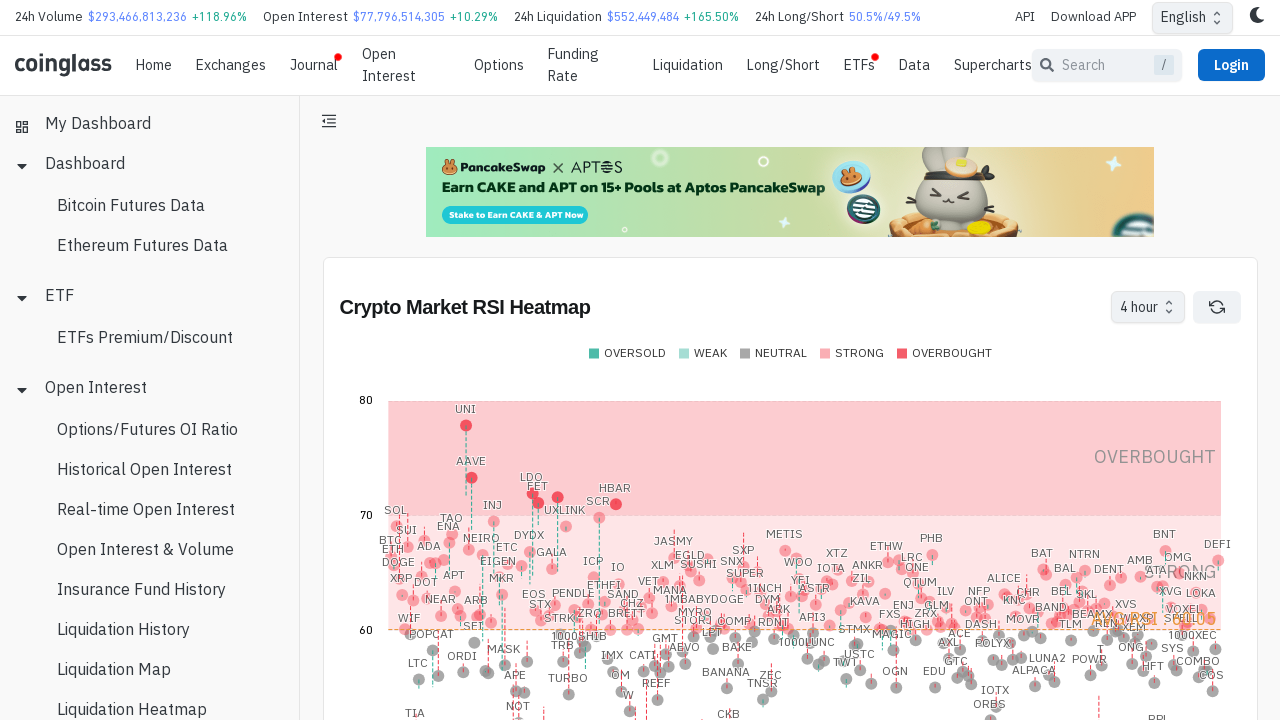 24h Volume $293,466,813,236 +118.96% Open Interest $77,796,514,305 +10.29% 24h Liquidation $552,449,484 +165.50% 24h Long/Short 50.5%/49.5% API Download APP English
coinglass Home Exchanges Journal Open Interest Options Funding Rate Liquidation Long/Short ETFs Data Supercharts Search / Login
My Dashboard
Dashboard
Bitcoin Futures Data
Ethereum Futures Data
ETF
ETFs Premium/Discount
Open Interest
Options/Futures OI Ratio
Historical Open Interest
Real-time Open Interest
Open Interest & Volume
Insurance Fund History
Liquidation History
Liquidation Map
Liquidation Heatmap
PancakeSwap × APTOS
Earn CAKE and APT on 15+ Pools at Aptos PancakeSwap
Stake to Earn CAKE & APT Now
Crypto Market RSI Heatmap
4 hour
OVERSOLD WEAK NEUTRAL STRONG OVERBOUGHT
80
UNI
OVERBOUGHT
AAVE
LDO
FET
HBAR
INJ
SCR
SOL
UXLINK
70
TAO
ENA
SUI
METIS
BNT
DYDX
NEIRO
PHB
BTC
JASMY
ETH
ADA
ETC
GALA
SXP
ETHW
DEFI
XTZ
BAT
NTRN
DOGE
EIGEN
ICP
IO
XLM
EGLD
SUSHI
SNX
WOO
IOTA
ANKR
LRC
ONE
BAL
DENT
AMB
ATA
OMG
STRONG
XRP
DOT
APT
MKR
ETHFI
VET
SUPER
YFI
ZIL
QTUM
ALICE
NKN
NEAR
ARB
EOS
STX
PENDLE
SAND
CHZ
MANA
1MBABYDOGE
1INCH
DYM
ASTR
KAVA
ENJ
ILV
GLM
NFP
ONT
CHR
BEL
SKL
XVS
XVG
LOKA
WIF
SEI
STRK
ZRO
BRETT
MYRO
STORJ
COMP
ARK
RDNT
AR13
FXS
ZRX
HIGH
DASH
MOVR
BAND
TLM
BEAMX
VOXEL
SPELL
60
POPCAT
1000SHIB
TRB
GMT
LPT
1000LUNC
STMX
MAGIC
ACE
AXL
POLYX
XEM
1000XEC
LTC
ORDI
MASK
IMX
CATI
AEVO
BAKE
TWT
USTC
GTC
LUNA2
POWR
T
ONG
SYS
HFT
COMBO
APE
TURBO
OM
REEF
BANANA
ZEC
TNSR
OGN
EDU
ALPACA
CQS
TIA
NOT
W
CKB
IOTX
ORBS